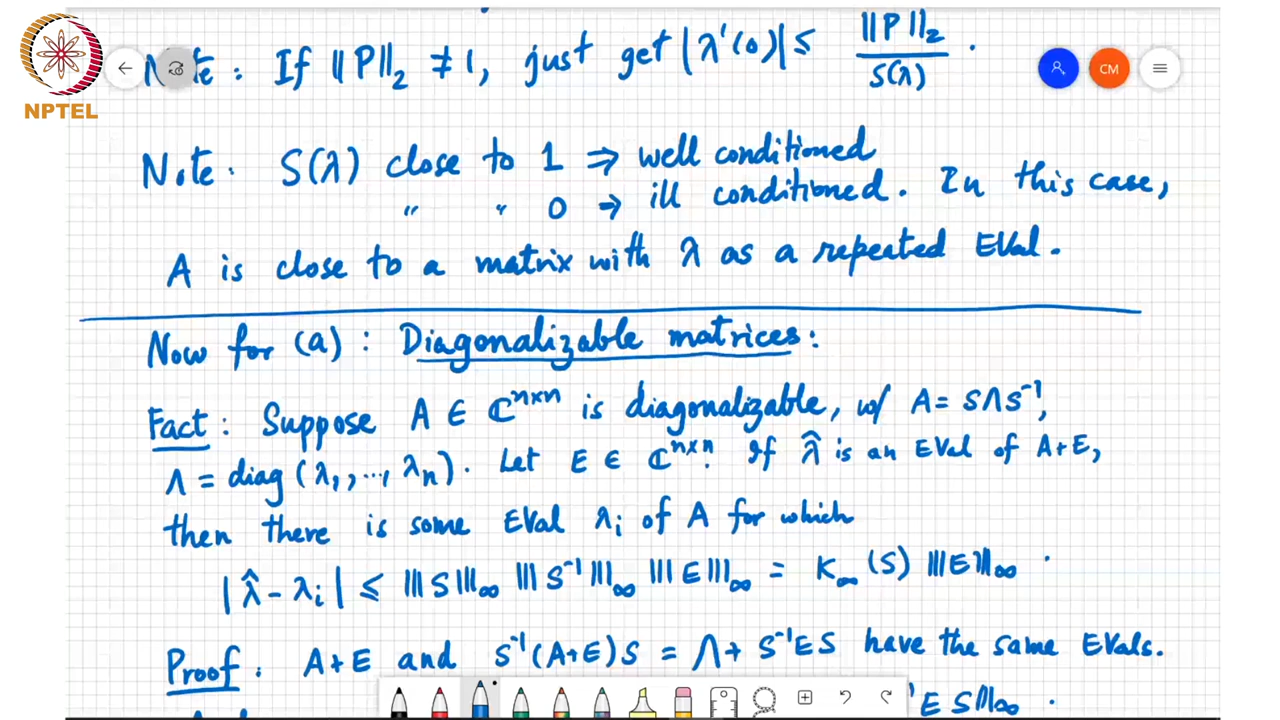 Note: If ||P||₂ ≠ 1, just get |λ'(0)| ≤ ||P||₂ / S(λ).
NPTEL
CM
Note: S(λ) close to 1 ⇒ well conditioned
" " 0 → ill conditioned. In this case,
A is close to a matrix with λ as a repeated EVal.
Now for (a): Diagonalizable matrices:
Fact: Suppose A ∈ ℂⁿˣⁿ is diagonalizable, w/ A = SΛS⁻¹,
Λ = diag(λ₁,, ..., λₙ). Let E ∈ ℂⁿˣⁿ. If λ̂ is an EVal of A+E,
then there is some EVal λᵢ of A for which
|λ̂ - λᵢ| ≤ |||S|||∞ |||S⁻¹|||∞ |||E|||∞ = K∞(S) |||E|||∞.
Proof: A+E and S⁻¹(A+E)S = Λ + S⁻¹ES have the same EVals.
⁻¹ES|||∞.